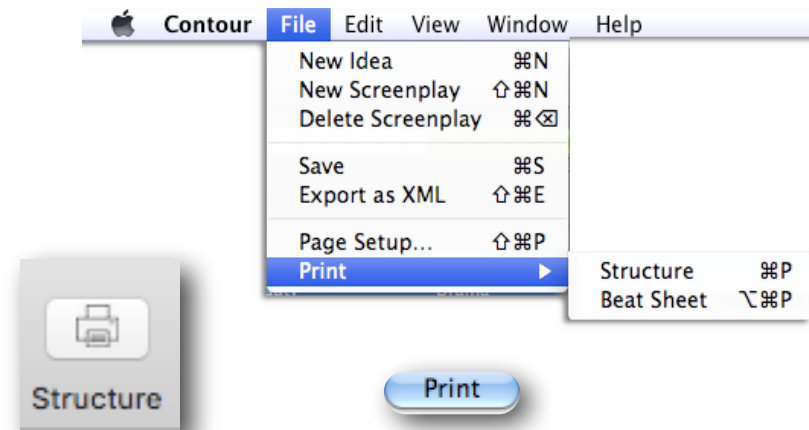 Contour File Edit View Window Help
New Idea ⌘N
New Screenplay ⇧⌘N
Delete Screenplay ⌘⌫
Save ⌘S
Export as XML ⇧⌘E
Page Setup... ⇧⌘P
Print ▶
Structure ⌘P
Beat Sheet ⌥⌘P
Structure
Print